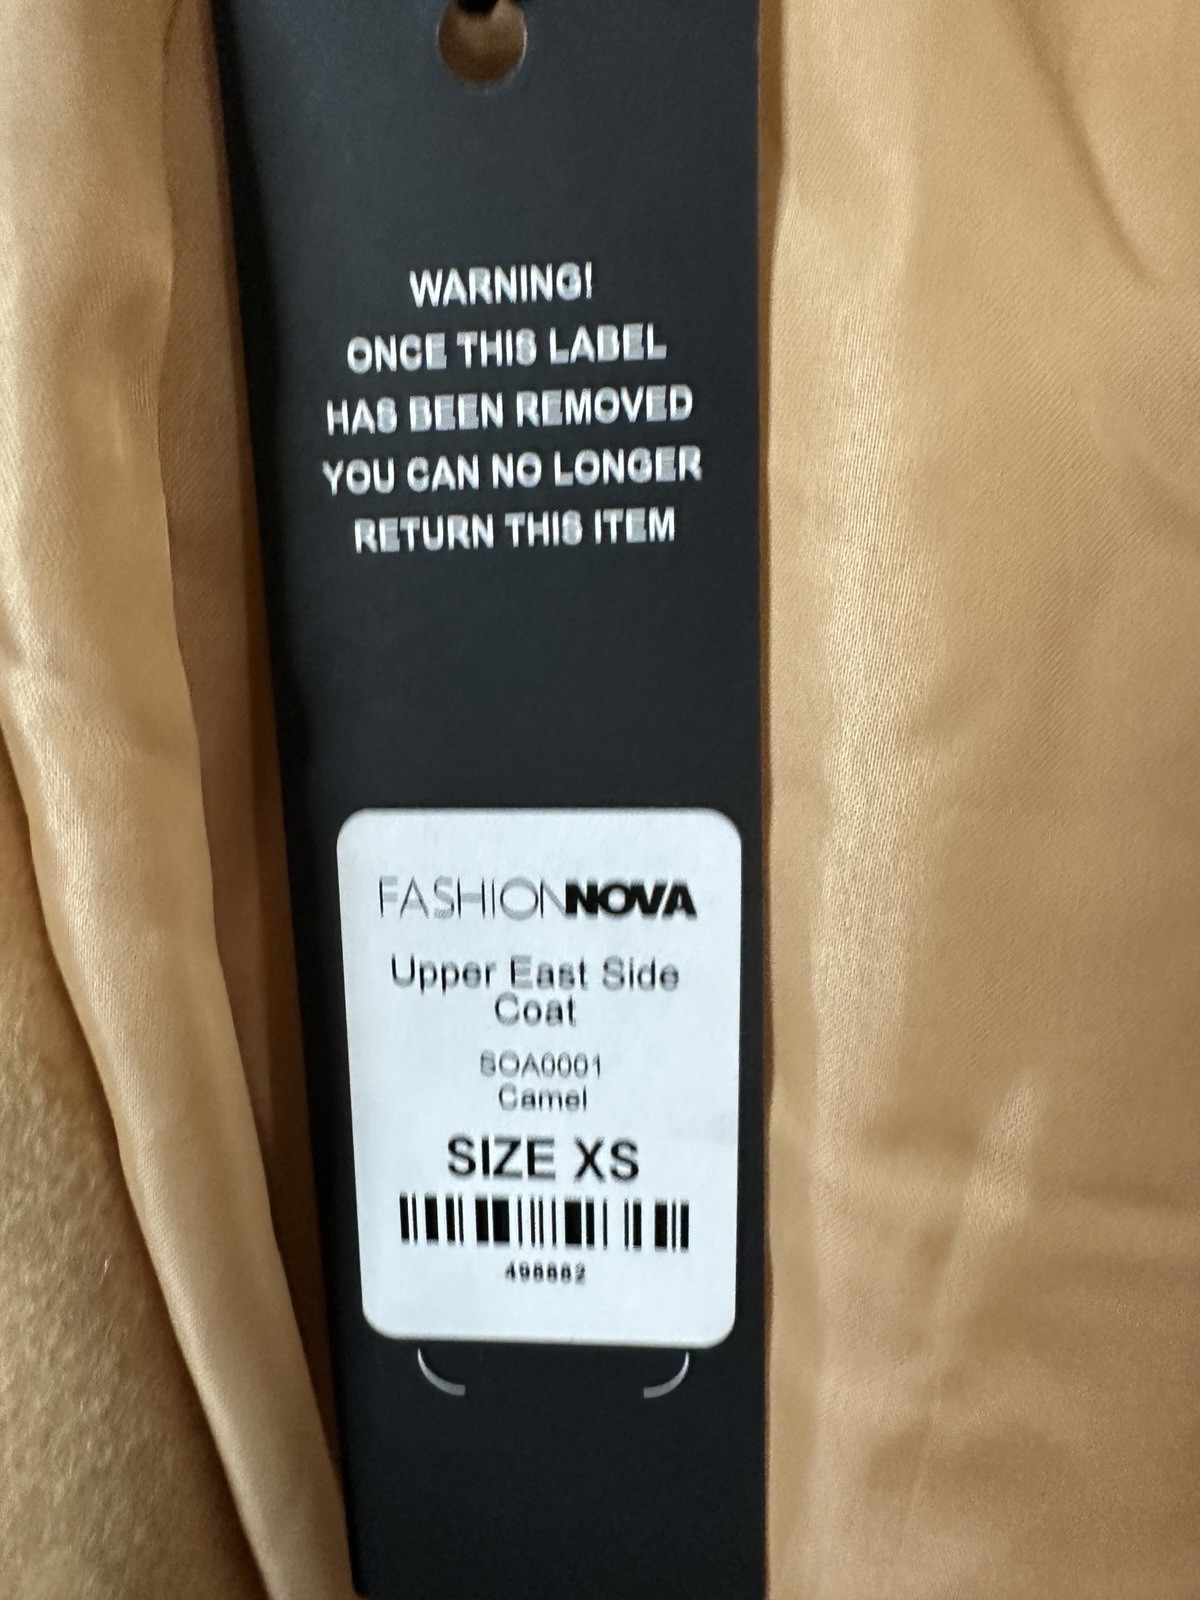 WARNING!
ONCE THIS LABEL
HAS BEEN REMOVED
YOU CAN NO LONGER
RETURN THIS ITEM
FASHIONNOVA
Upper East Side
Coat
SOA0001
Camel
SIZE XS